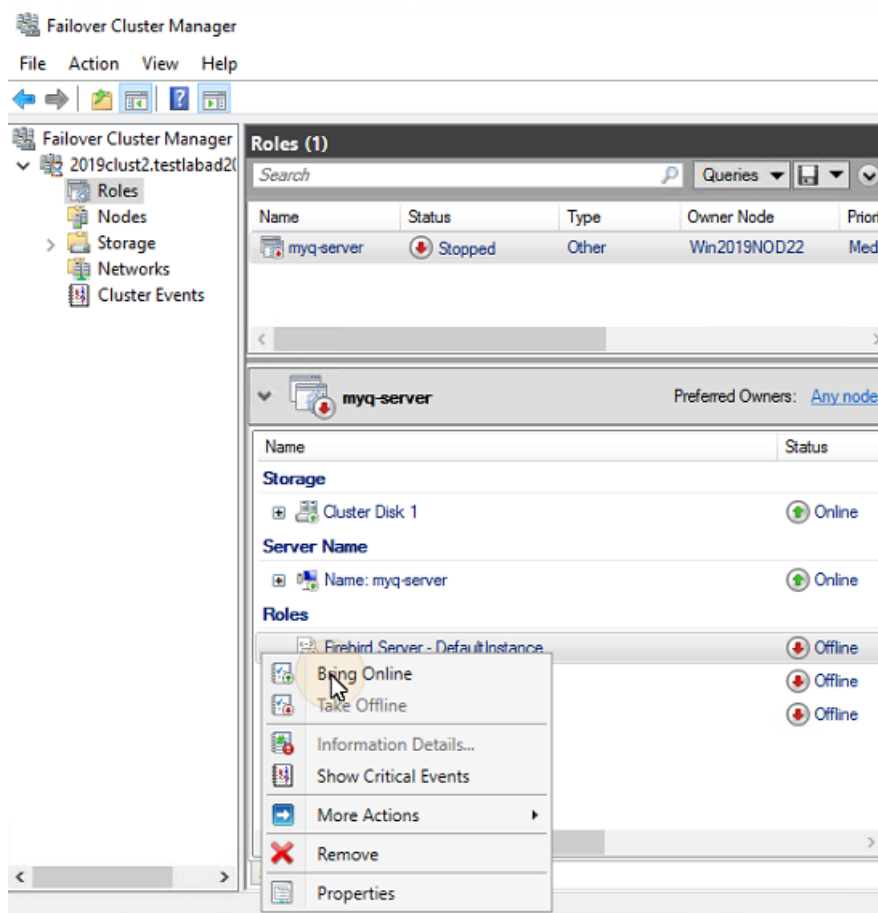 Failover Cluster Manager
File Action View Help
Failover Cluster Manager
2019clust2.testlabad2(
Roles
Nodes
Storage
Networks
Cluster Events
Roles (1)
Search
Queries
Name Status Type Owner Node Prior
myq-server Stopped Other Win2019NOD22 Med
myq-server Preferred Owners: Any node
Name Status
Storage
Cluster Disk 1 Online
Server Name
Name: myq-server Online
Roles
Firebird Server - DefaultInstance Offline
Offline
Offline
Bring Online
Take Offline
Information Details...
Show Critical Events
More Actions
Remove
Properties